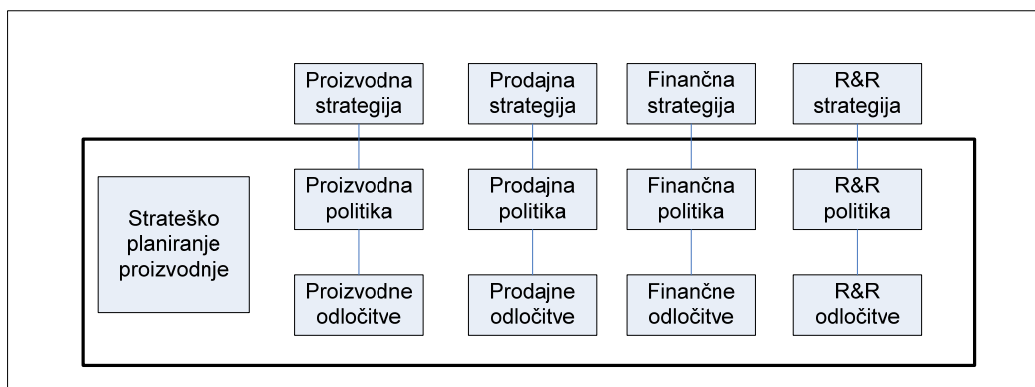 Proizvodna
strategija
Prodajna
strategija
Finančna
strategija
R&R
strategija
Strateško
planiranje
proizvodnje
Proizvodna
politika
Prodajna
politika
Finančna
politika
R&R
politika
Proizvodne
odločitve
Prodajne
odločitve
Finančne
odločitve
R&R
odločitve